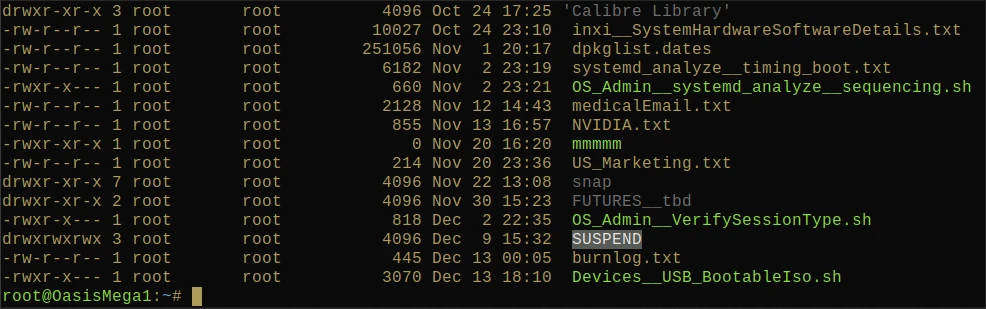 drwxr-xr-x 3 root       root          4096 Oct 24 17:25 'Calibre Library'
-rw-r--r-- 1 root       root         10027 Oct 24 23:10  inxi__SystemHardwareSoftwareDetails.txt
-rw-r--r-- 1 root       root        251056 Nov  1 20:17  dpkglist.dates
-rw-r--r-- 1 root       root          6182 Nov  2 23:19  systemd_analyze__timing_boot.txt
-rwxr-x--- 1 root       root           660 Nov  2 23:21  OS_Admin__systemd_analyze__sequencing.sh
-rw-r--r-- 1 root       root          2128 Nov 12 14:43  medicalEmail.txt
-rw-r--r-- 1 root       root           855 Nov 13 16:57  NVIDIA.txt
-rwxr-xr-x 1 root       root             0 Nov 20 16:20  mmmmm
-rw-r--r-- 1 root       root           214 Nov 20 23:36  US_Marketing.txt
drwxr-xr-x 7 root       root          4096 Nov 22 13:08  snap
drwxr-xr-x 2 root       root          4096 Nov 30 15:23  FUTURES__tbd
-rwxr-x--- 1 root       root           818 Dec  2 22:35  OS_Admin__VerifySessionType.sh
drwxrwxrwx 3 root       root          4096 Dec  9 15:32  SUSPEND
-rw-r--r-- 1 root       root           445 Dec 13 00:05  burnlog.txt
-rwxr-x--- 1 root       root          3070 Dec 13 18:10  Devices__USB_BootableIso.sh
root@OasisMega1:~#